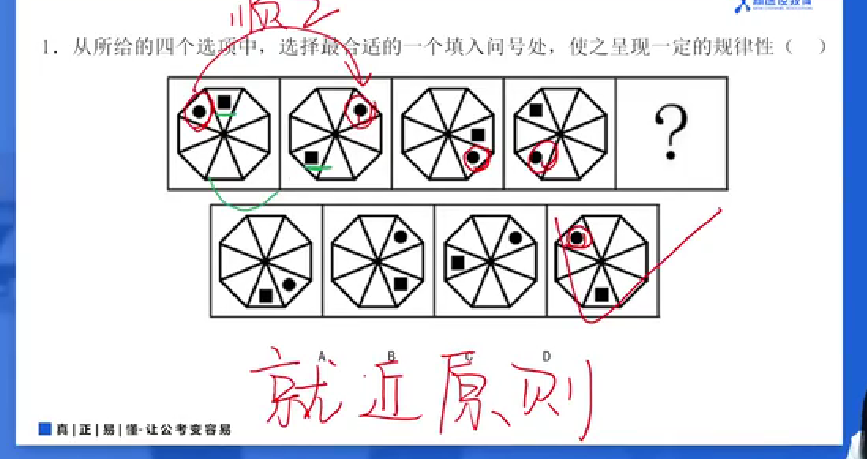 顺2
1. 从所给的四个选项中，选择最合适的一个填入问号处，使之呈现一定的规律性（ ）
?
A B C D
就近原则
真|正|易|懂·让公考变容易